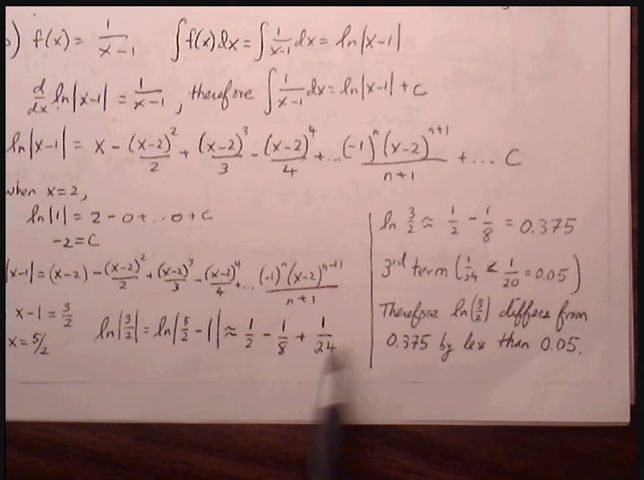 ) f(x) = 1/(x-1) ∫f(x)dx = ∫1/(x-1) dx = ln|x-1|
d/dx ln|x-1| = 1/(x-1), therefore ∫1/(x-1) dx = ln|x-1| + C
ln|x-1| = x - (x-2)^2/2 + (x-2)^3/3 - (x-2)^4/4 + ... (-1)^n (x-2)^(n+1)/(n+1) + ... C
when x=2,
ln|1| = 2 - 0 + ... 0 + C
-2 = C
|x-1| = (x-2) - (x-2)^2/2 + (x-2)^3/3 - (x-2)^4/4 + ... (-1)^n (x-2)^(n+1)/(n+1)
x-1 = 3/2
x = 5/2
ln|3/2| = ln|5/2 - 1| ≈ 1/2 - 1/8 + 1/24
ln 3/2 ≈ 1/2 - 1/8 = 0.375
3rd term (1/24 < 1/20 = 0.05)
Therefore ln(3/2) differs from
0.375 by less than 0.05.